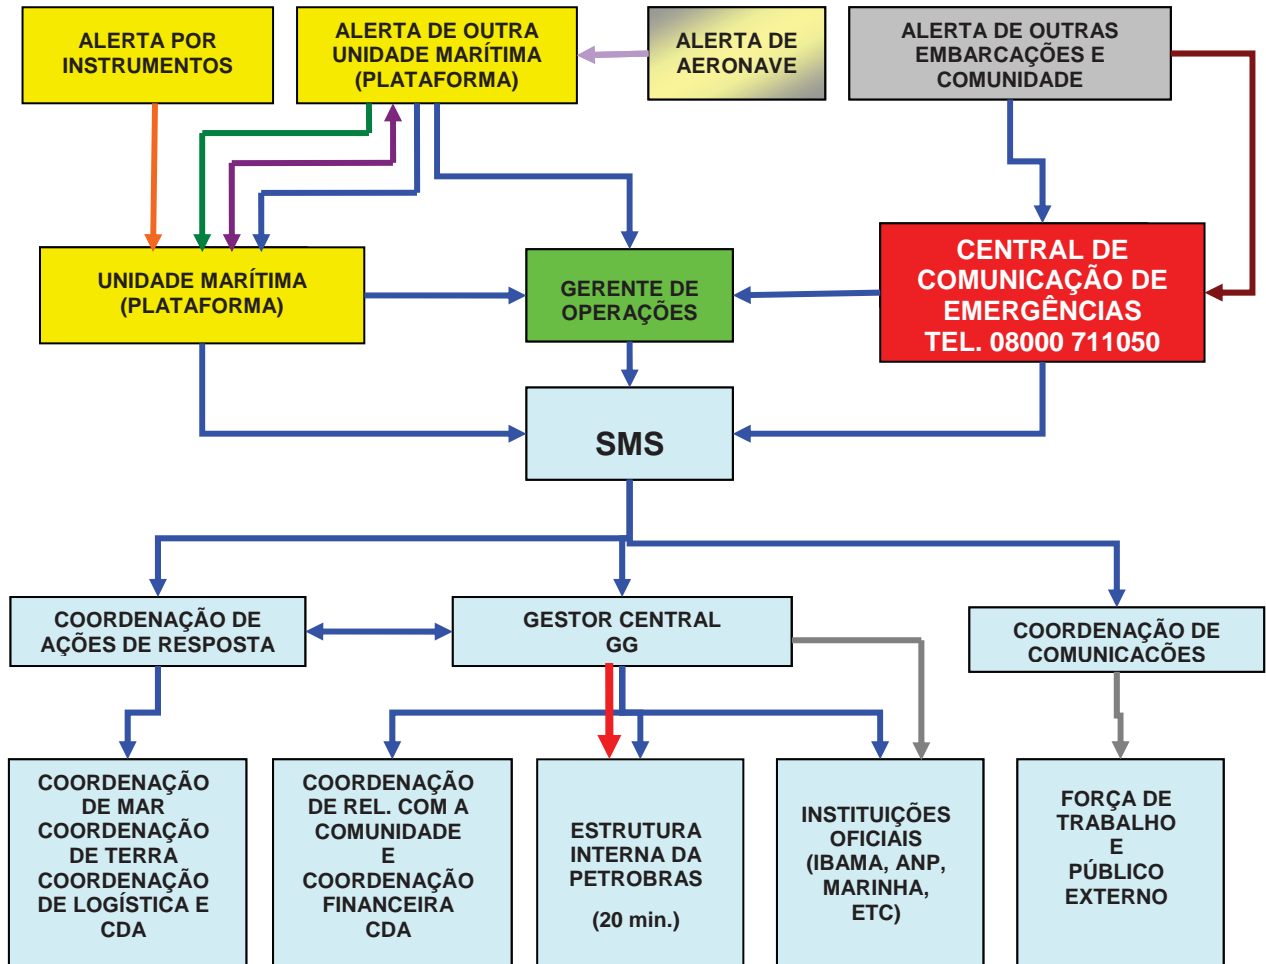 ALERTA POR
INSTRUMENTOS
ALERTA DE OUTRA
UNIDADE MARÍTIMA
(PLATAFORMA)
ALERTA DE
AERONAVE
ALERTA DE OUTRAS
EMBARCAÇÕES E
COMUNIDADE
UNIDADE MARÍTIMA
(PLATAFORMA)
GERENTE DE
OPERAÇÕES
CENTRAL DE
COMUNICAÇÃO DE
EMERGÊNCIAS
TEL. 08000 711050
SMS
COORDENAÇÃO DE
AÇÕES DE RESPOSTA
GESTOR CENTRAL
GG
COORDENAÇÃO DE
COMUNICACÕES
COORDENAÇÃO
DE MAR
COORDENAÇÃO
DE TERRA
COORDENAÇÃO
DE LOGÍSTICA E
CDA
COORDENAÇÃO
DE REL. COM A
COMUNIDADE
E
COORDENAÇÃO
FINANCEIRA
CDA
ESTRUTURA
INTERNA DA
PETROBRAS
(20 min.)
INSTITUIÇÕES
OFICIAIS
(IBAMA, ANP,
MARINHA,
ETC)
FORÇA DE
TRABALHO
E
PÚBLICO
EXTERNO